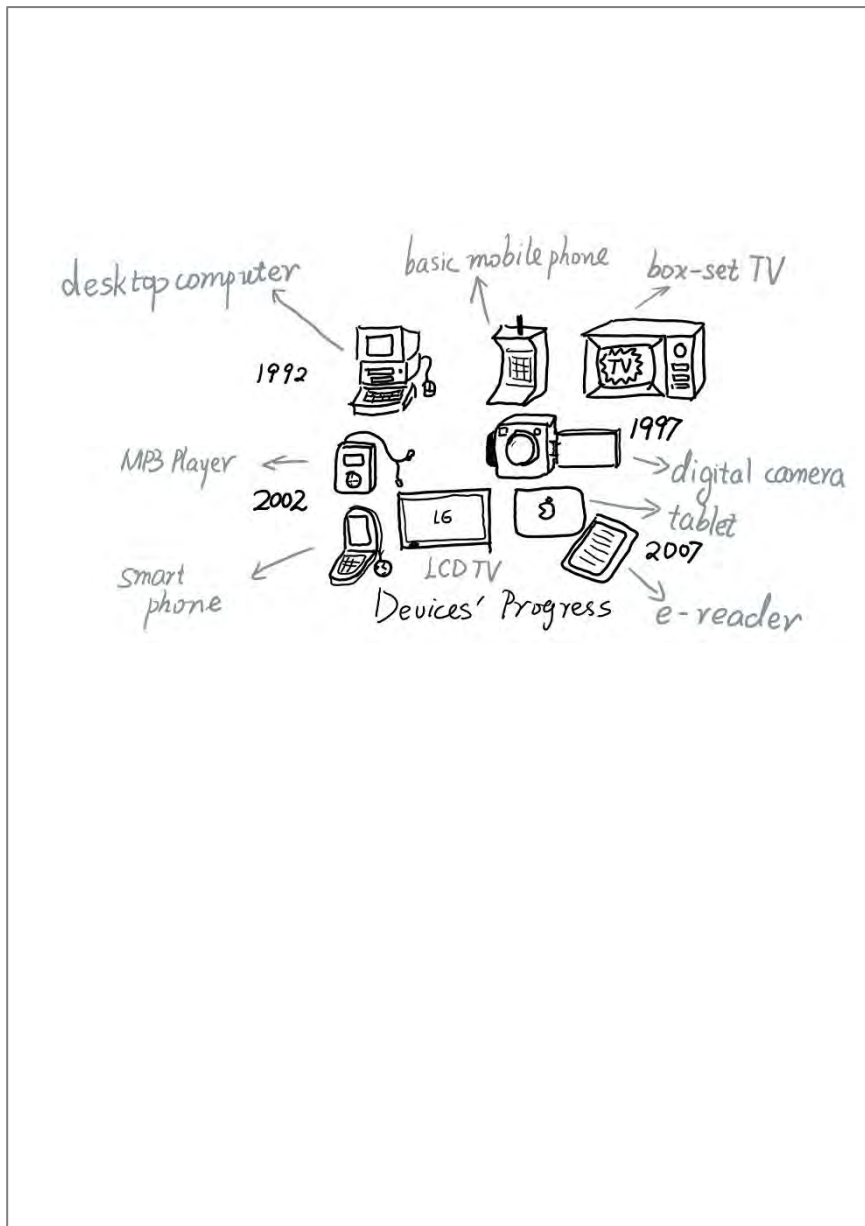 desktop computer
basic mobile phone
box-set TV
TV
1992
1997
MP3 Player
digital camera
2002
LG
tablet
2007
smart
phone
LCD TV
e-reader
Devices' Progress